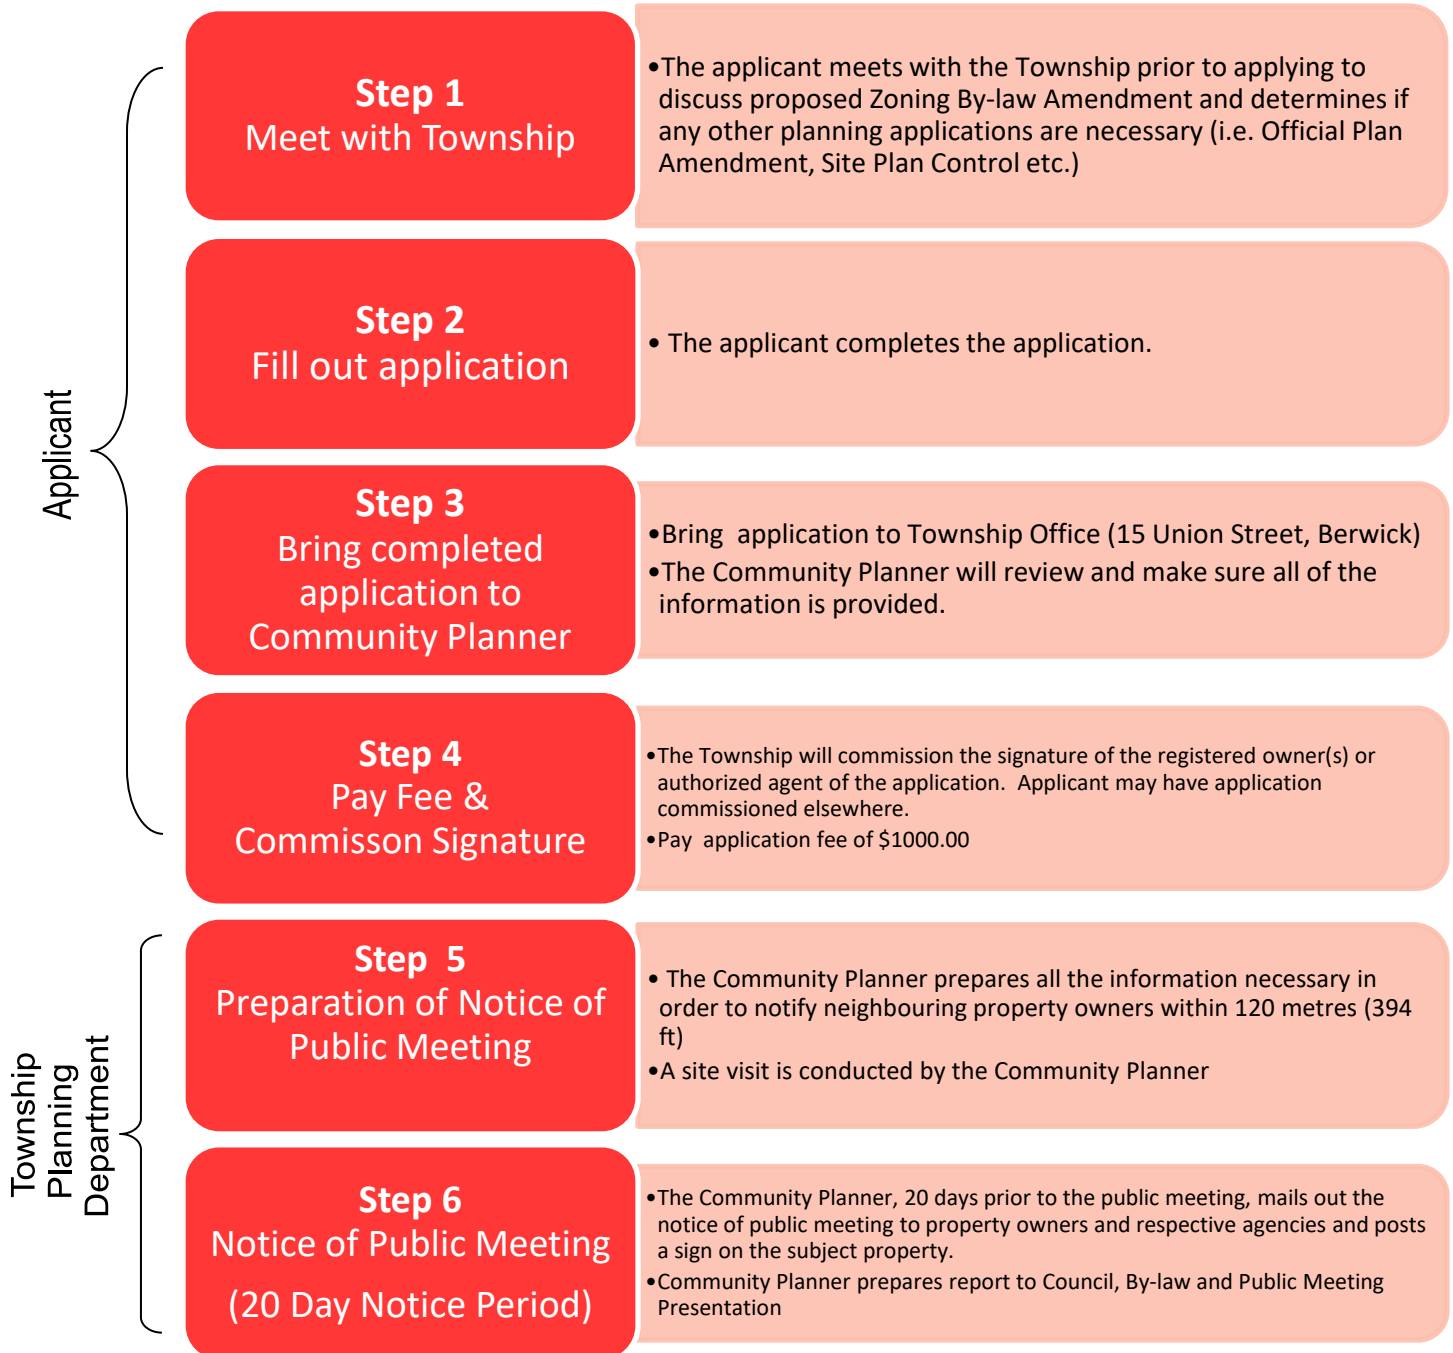 Applicant
Step 1
Meet with Township
•The applicant meets with the Township prior to applying to
discuss proposed Zoning By-law Amendment and determines if
any other planning applications are necessary (i.e. Official Plan
Amendment, Site Plan Control etc.)
Step 2
Fill out application
• The applicant completes the application.
Step 3
Bring completed
application to
Community Planner
•Bring application to Township Office (15 Union Street, Berwick)
•The Community Planner will review and make sure all of the
information is provided.
Step 4
Pay Fee &
Commisson Signature
•The Township will commission the signature of the registered owner(s) or
authorized agent of the application. Applicant may have application
commissioned elsewhere.
•Pay application fee of $1000.00
Township
Planning
Department
Step 5
Preparation of Notice of
Public Meeting
• The Community Planner prepares all the information necessary in
order to notify neighbouring property owners within 120 metres (394
ft)
•A site visit is conducted by the Community Planner
Step 6
Notice of Public Meeting
(20 Day Notice Period)
•The Community Planner, 20 days prior to the public meeting, mails out the
notice of public meeting to property owners and respective agencies and posts
a sign on the subject property.
•Community Planner prepares report to Council, By-law and Public Meeting
Presentation